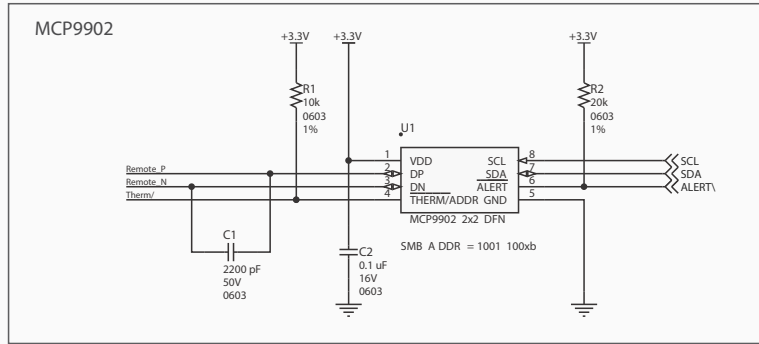 MCP9902
+3.3V
+3.3V
+3.3V
R1
10k
0603
1%
R2
20k
0603
1%
U1
1
VDD
SCL
8
SCL
Remote_P
2
DP
SDA
7
SDA
Remote_N
3
DN
ALERT
6
ALERT\
Therm/
4
THERM/ADDR
GND
5
MCP9902 2x2 DFN
SMB A DDR = 1001 100xb
C1
2200 pF
50V
0603
C2
0.1 uF
16V
0603